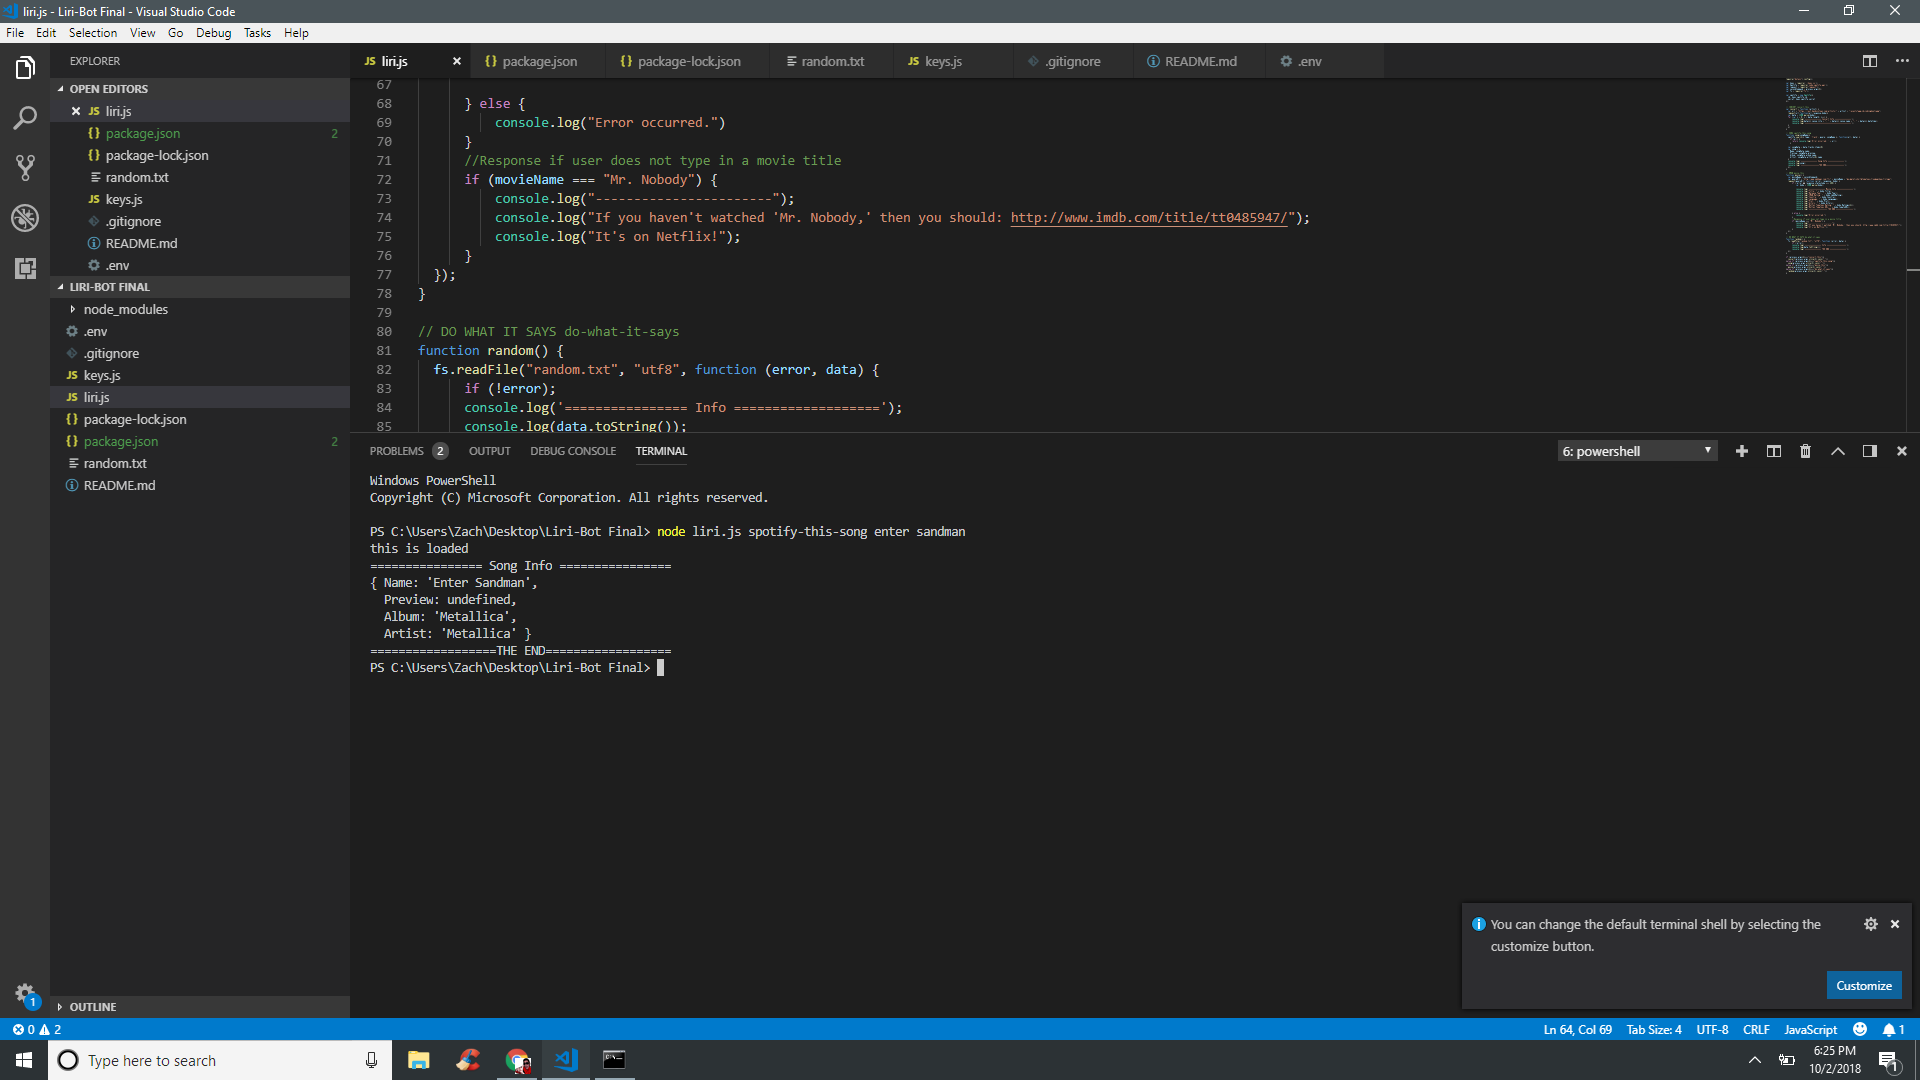 liri.js - Liri-Bot Final - Visual Studio Code
File Edit Selection View Go Debug Tasks Help
EXPLORER
OPEN EDITORS
JS liri.js
{} package.json 2
{} package-lock.json
random.txt
JS keys.js
.gitignore
README.md
.env
LIRI-BOT FINAL
node_modules
.env
.gitignore
JS keys.js
JS liri.js
{} package-lock.json
{} package.json 2
random.txt
README.md
OUTLINE
JS liri.js {} package.json {} package-lock.json random.txt JS keys.js .gitignore README.md .env
67
68 } else {
69 console.log("Error occurred.")
70 }
71 //Response if user does not type in a movie title
72 if (movieName === "Mr. Nobody") {
73 console.log("-----------------------");
74 console.log("If you haven't watched 'Mr. Nobody,' then you should: http://www.imdb.com/title/tt0485947/");
75 console.log("It's on Netflix!");
76 }
77 });
78 }
79
80 // DO WHAT IT SAYS do-what-it-says
81 function random() {
82 fs.readFile("random.txt", "utf8", function (error, data) {
83 if (!error);
84 console.log('================ Info ===================');
85 console.log(data.toString());
PROBLEMS 2 OUTPUT DEBUG CONSOLE TERMINAL 6: powershell
Windows PowerShell
Copyright (C) Microsoft Corporation. All rights reserved.
PS C:\Users\Zach\Desktop\Liri-Bot Final> node liri.js spotify-this-song enter sandman
this is loaded
================ Song Info ================
{ Name: 'Enter Sandman',
Preview: undefined,
Album: 'Metallica',
Artist: 'Metallica' }
==================THE END==================
PS C:\Users\Zach\Desktop\Liri-Bot Final>
You can change the default terminal shell by selecting the
customize button.
Customize
1
0 2 Ln 64, Col 69 Tab Size: 4 UTF-8 CRLF JavaScript 1
Type here to search
6:25 PM
10/2/2018
1